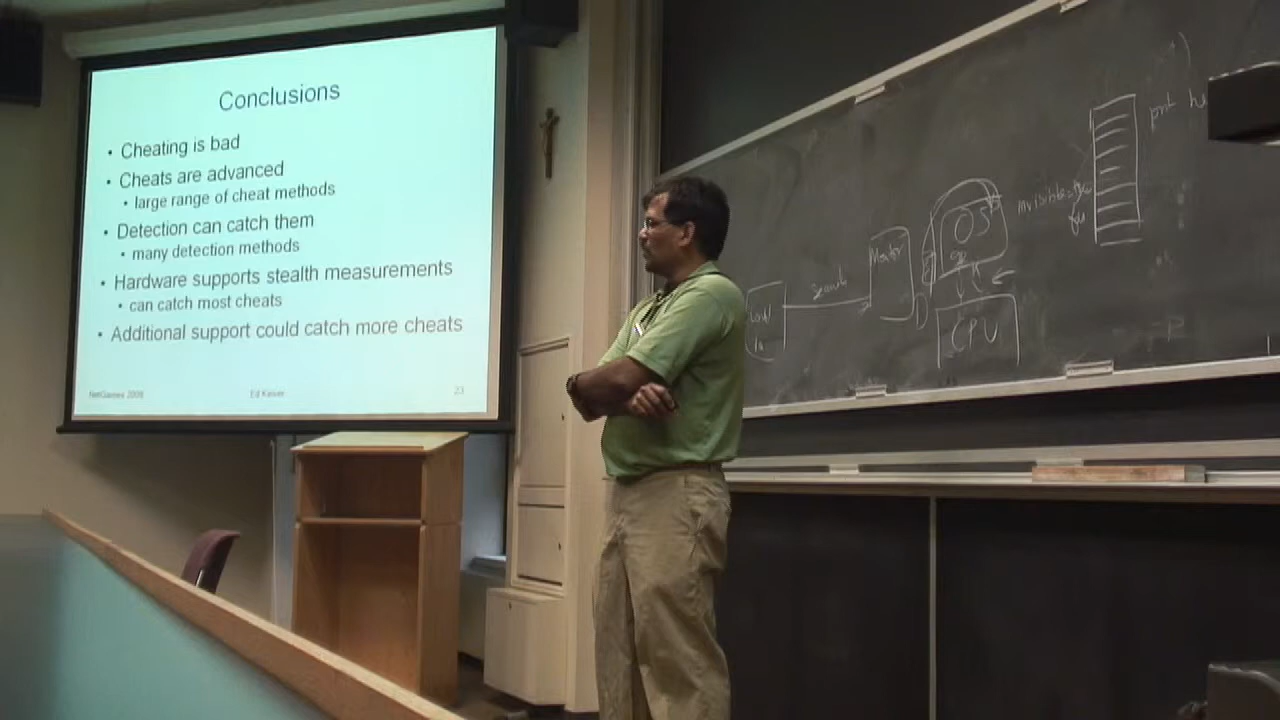 Conclusions
• Cheating is bad
• Cheats are advanced
• large range of cheat methods
• Detection can catch them
• many detection methods
• Hardware supports stealth measurements
• can catch most cheats
• Additional support could catch more cheats
NetGames 2008 Ed Kaiser 23
OS
CPU
invisible